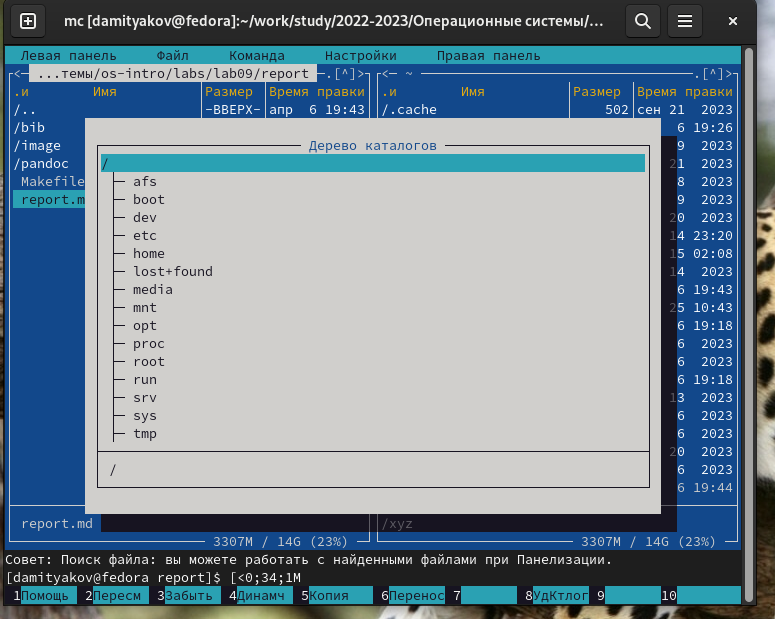 mc [damityakov@fedora]:~/work/study/2022-2023/Операционные системы/...
Левая панель Файл Команда Настройки Правая панель
<— ...темы/os-intro/labs/lab09/report —.[^]>
<— ~ —.[^]>
.и Имя Размер Время правки
.и Имя Размер Время правки
/.. -ВВЕРХ- апр 6 19:43
/.cache 502 сен 21 2023
/bib 6 19:26
/image 9 2023
/pandoc 21 2023
Makefile 8 2023
report.m 9 2023
20 2023
14 23:20
15 02:08
14 2023
6 19:43
25 10:43
6 19:18
6 2023
6 2023
6 19:18
13 2023
6 2023
6 2023
20 2023
6 2023
6 19:44
Дерево каталогов
/
afs
boot
dev
etc
home
lost+found
media
mnt
opt
proc
root
run
srv
sys
tmp
/
report.md /xyz
3307M / 14G (23%) 3307M / 14G (23%)
Совет: Поиск файла: вы можете работать с найденными файлами при Панелизации.
[damityakov@fedora report]$ [<0;34;1M
1Помощь 2Пересм 3Забыть 4Динамч 5Копия 6Перенос 7 8УдКтлог 9 10